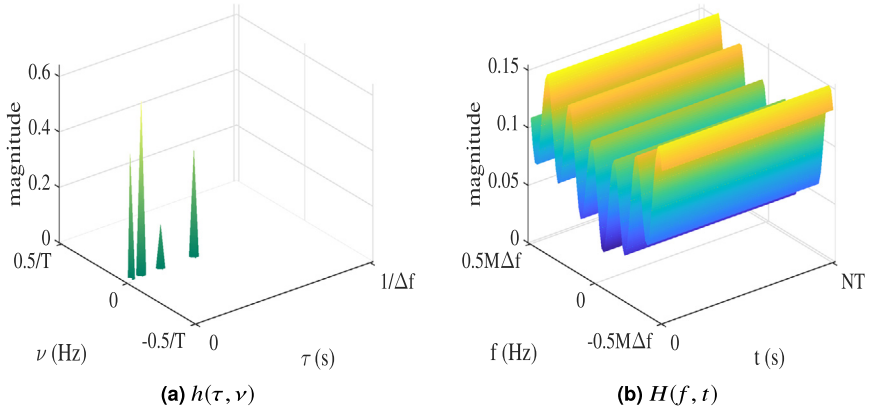 0.6
0.4
0.2
0
magnitude
0.5/T
0
-0.5/T
0
1/Δf
ν (Hz)
τ (s)
(a) h(τ, ν)
0.15
0.1
0.05
0
magnitude
0.5MΔf
0
-0.5MΔf
0
NT
f (Hz)
t (s)
(b) H(f, t)